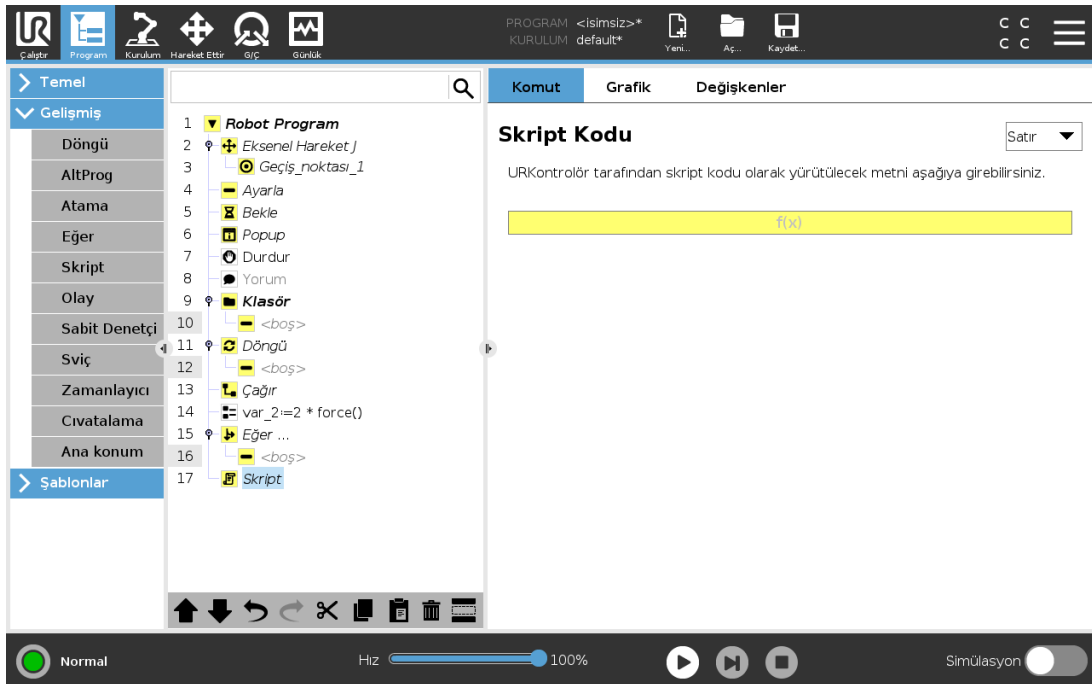 PROGRAM <isimsiz>*
KURULUM default*
Yeni...
Aç...
Kaydet...
C C
C C
Çalıştır
Program
Kurulum
Hareket Ettir
G/Ç
Günlük
Temel
Gelişmiş
Döngü
AltProg
Atama
Eğer
Skript
Olay
Sabit Denetçi
Sviç
Zamanlayıcı
Cıvatalama
Ana konum
Şablonlar
1 Robot Program
2 Eksenel Hareket J
3 Geçiş_noktası_1
4 Ayarla
5 Bekle
6 Popup
7 Durdur
8 Yorum
9 Klasör
10 <boş>
11 Döngü
12 <boş>
13 Çağır
14 var_2:=2 * force()
15 Eğer ...
16 <boş>
17 Skript
Komut
Grafik
Değişkenler
Skript Kodu
Satır
URKontrolör tarafından skript kodu olarak yürütülecek metni aşağıya girebilirsiniz.
f(x)
Normal
Hız
100%
Simülasyon